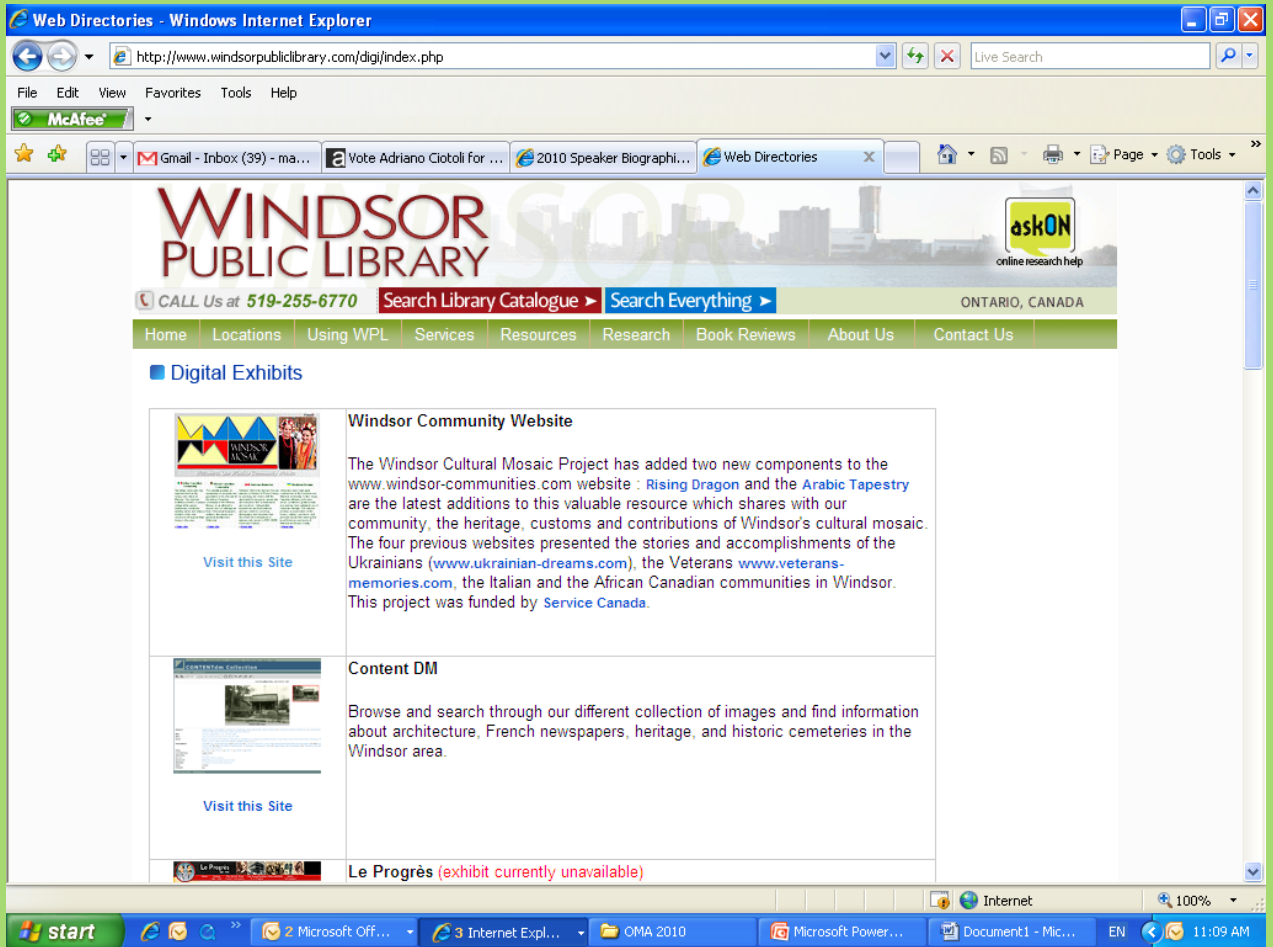 Web Directories - Windows Internet Explorer
http://www.windsorpubliclibrary.com/digi/index.php
Live Search
File Edit View Favorites Tools Help
McAfee
Gmail - Inbox (39) - ma... Vote Adriano Ciotoli for ... 2010 Speaker Biographi... Web Directories x Page Tools »
WINDSOR
PUBLIC LIBRARY
askON
online research help
CALL Us at 519-255-6770 Search Library Catalogue ➤ Search Everything ➤ ONTARIO, CANADA
Home Locations Using WPL Services Resources Research Book Reviews About Us Contact Us
Digital Exhibits
WINDSOR
MOSAIC
Visit this Site
Windsor Community Website
The Windsor Cultural Mosaic Project has added two new components to the
www.windsor-communities.com website : Rising Dragon and the Arabic Tapestry
are the latest additions to this valuable resource which shares with our
community, the heritage, customs and contributions of Windsor's cultural mosaic.
The four previous websites presented the stories and accomplishments of the
Ukrainians (www.ukrainian-dreams.com), the Veterans www.veterans-
memories.com, the Italian and the African Canadian communities in Windsor.
This project was funded by Service Canada.
CONTENTdm Collection
Visit this Site
Content DM
Browse and search through our different collection of images and find information
about architecture, French newspapers, heritage, and historic cemeteries in the
Windsor area.
Le Progrès
Le Progrès (exhibit currently unavailable)
Internet 100%
start » 2 Microsoft Off... 3 Internet Expl... OMA 2010 Microsoft Power... Document1 - Mic... EN 11:09 AM